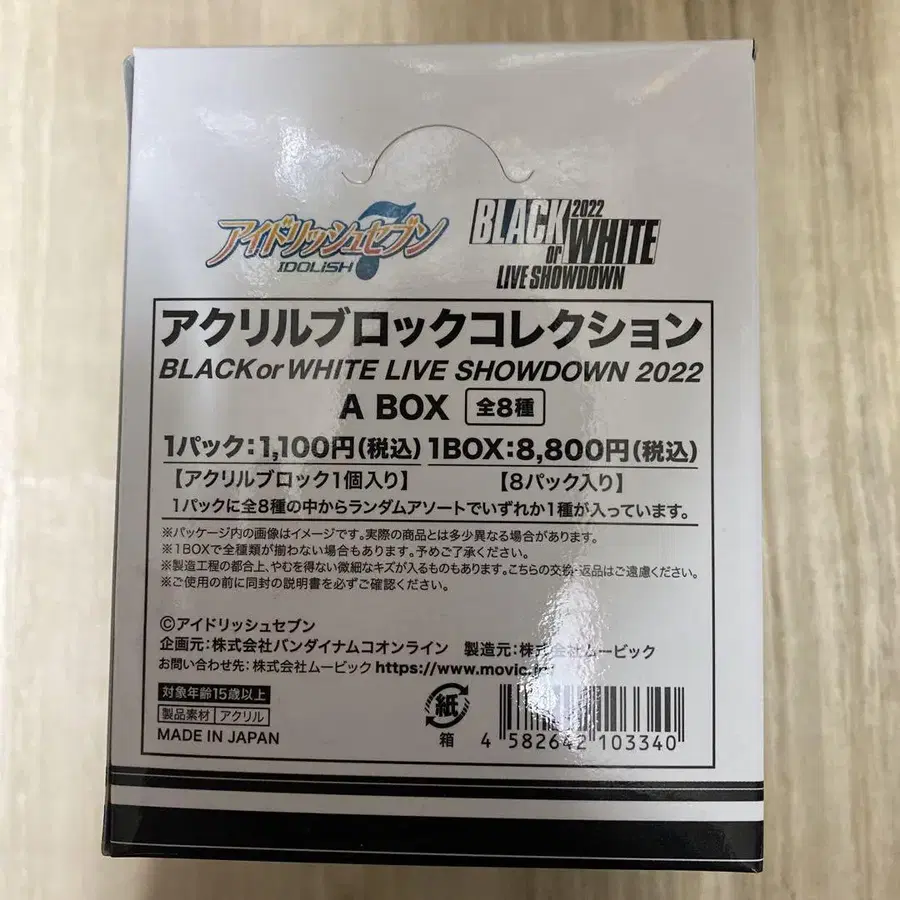 アイドリッシュセブン
IDOLiSH7
BLACK or WHITE 2022
LIVE SHOWDOWN
アクリルブロックコレクション
BLACK or WHITE LIVE SHOWDOWN 2022
A BOX 全8種
1パック:1,100円(税込) 1BOX:8,800円(税込)
【アクリルブロック1個入り】 【8パック入り】
1パックに全8種の中からランダムアソートでいずれか1種が入っています。
※パッケージ内の画像はイメージです。実際の商品とは多少異なる場合があります。
※1BOXで全種類が揃わない場合もあります。予めご了承ください。
※製造工程の都合上、やむを得ない微細なキズが入るものもあります。こちらの交換・返品はご遠慮ください。
※ご使用の前に同封の説明書を必ずご確認ください。
©アイドリッシュセブン
企画元:株式会社バンダイナムコオンライン 製造元:株式会社ムービック
お問い合わせ先:株式会社ムービック https://www.movic.jp/
対象年齢15歳以上
製品素材 アクリル
MADE IN JAPAN
紙
箱
4 582642 103340